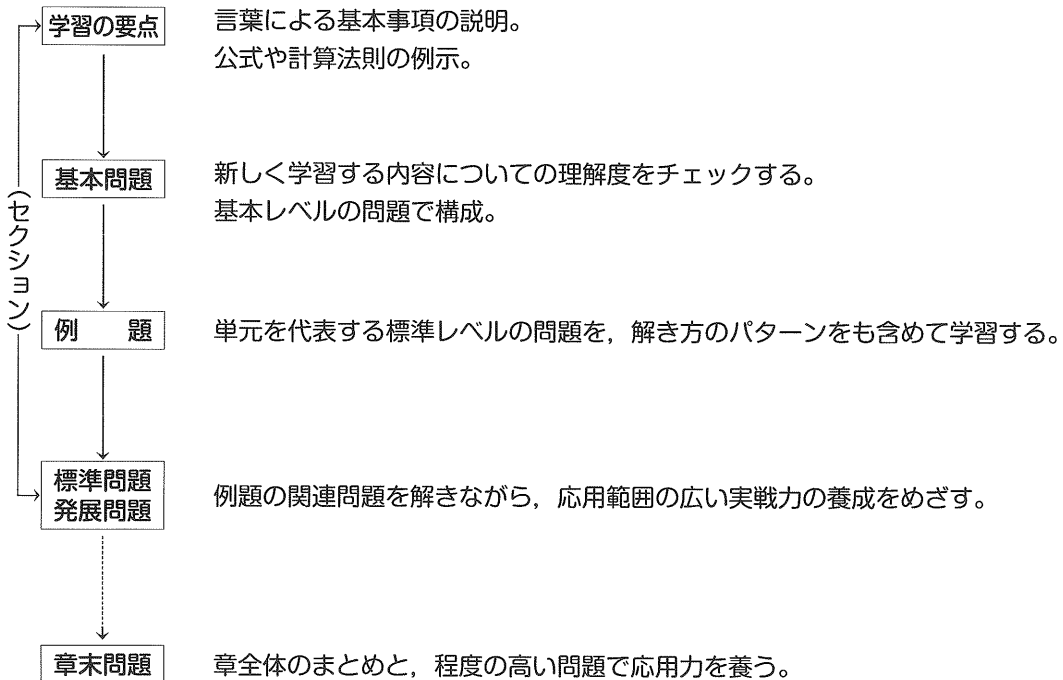 学習の要点
言葉による基本事項の説明。
公式や計算法則の例示。
基本問題
新しく学習する内容についての理解度をチェックする。
基本レベルの問題で構成。
(セクション)
例　題
単元を代表する標準レベルの問題を，解き方のパターンをも含めて学習する。
標準問題
発展問題
例題の関連問題を解きながら，応用範囲の広い実戦力の養成をめざす。
章末問題
章全体のまとめと，程度の高い問題で応用力を養う。